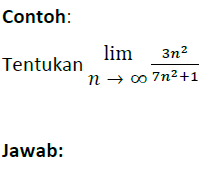 Contoh:
Tentukan lim n → ∞ 3n²/7n²+1
Jawab: